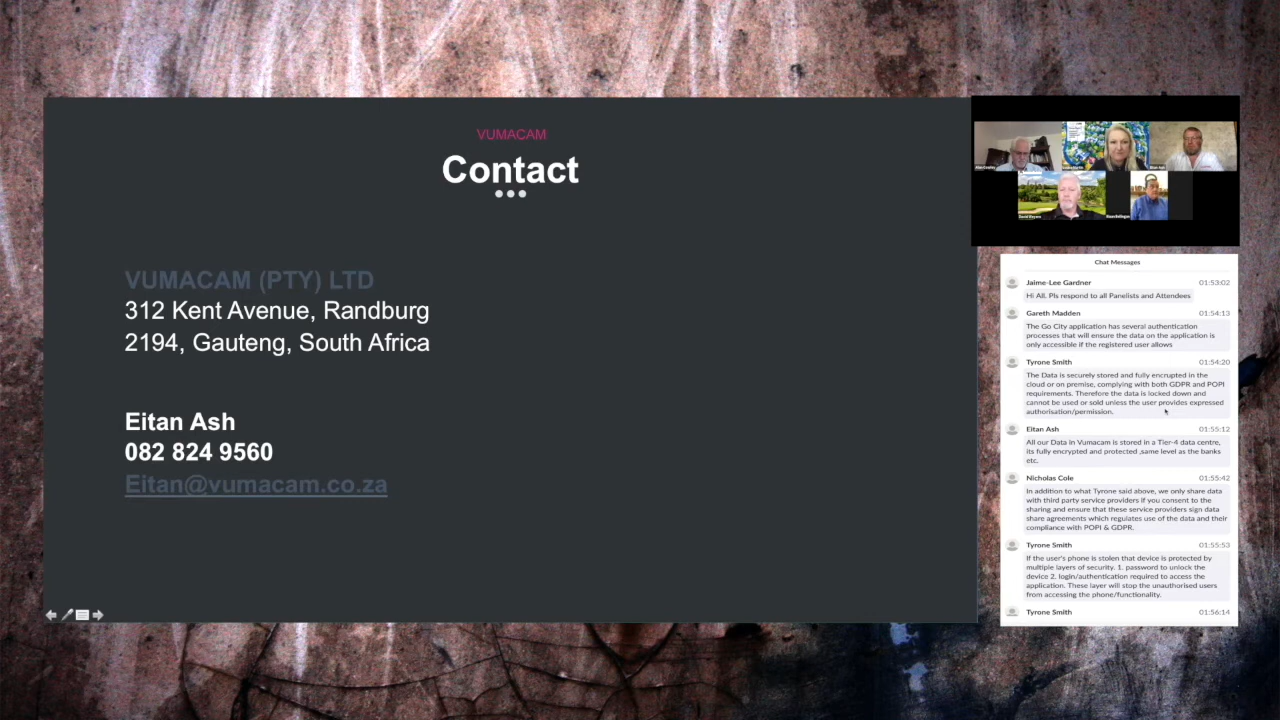 VUMACAM
Contact
VUMACAM (PTY) LTD
312 Kent Avenue, Randburg
2194, Gauteng, South Africa
Eitan Ash
082 824 9560
Eitan@vumacam.co.za
Chat Messages
Jaime-Lee Gardner 01:53:02
Hi All. Pls respond to all Panelists and Attendees
Gareth Madden 01:54:13
The Go City application has several authentication
processes that will ensure the data on the application is
only accessible if the registered user allows
Tyrone Smith 01:54:20
The Data is securely stored and fully encrypted in the
cloud or on premise, complying with both GDPR and POPI
requirements. Therefore the data is locked down and
cannot be used or sold unless the user provides expressed
authorisation/permission.
Eitan Ash 01:55:12
All our Data in Vumacam is stored in a Tier-4 data centre,
its fully encrypted and protected ,same level as the banks
etc.
Nicholas Cole 01:55:42
In addition to what Tyrone said above, we only share data
with third party service providers if you consent to the
sharing and ensure that these service providers sign data
share agreements which regulates use of the data and their
compliance with POPI & GDPR.
Tyrone Smith 01:55:53
If the user's phone is stolen that device is protected by
multiple layers of security. 1. password to unlock the
device 2. login/authentication required to access the
application. These layer will stop the unauthorised users
from accessing the phone/functionality.
Tyrone Smith 01:56:14